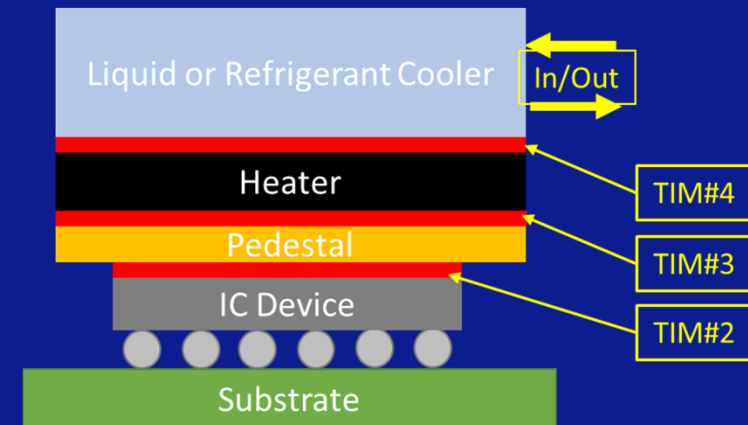 Liquid or Refrigerant Cooler
In/Out
Heater
TIM#4
Pedestal
TIM#3
IC Device
TIM#2
Substrate